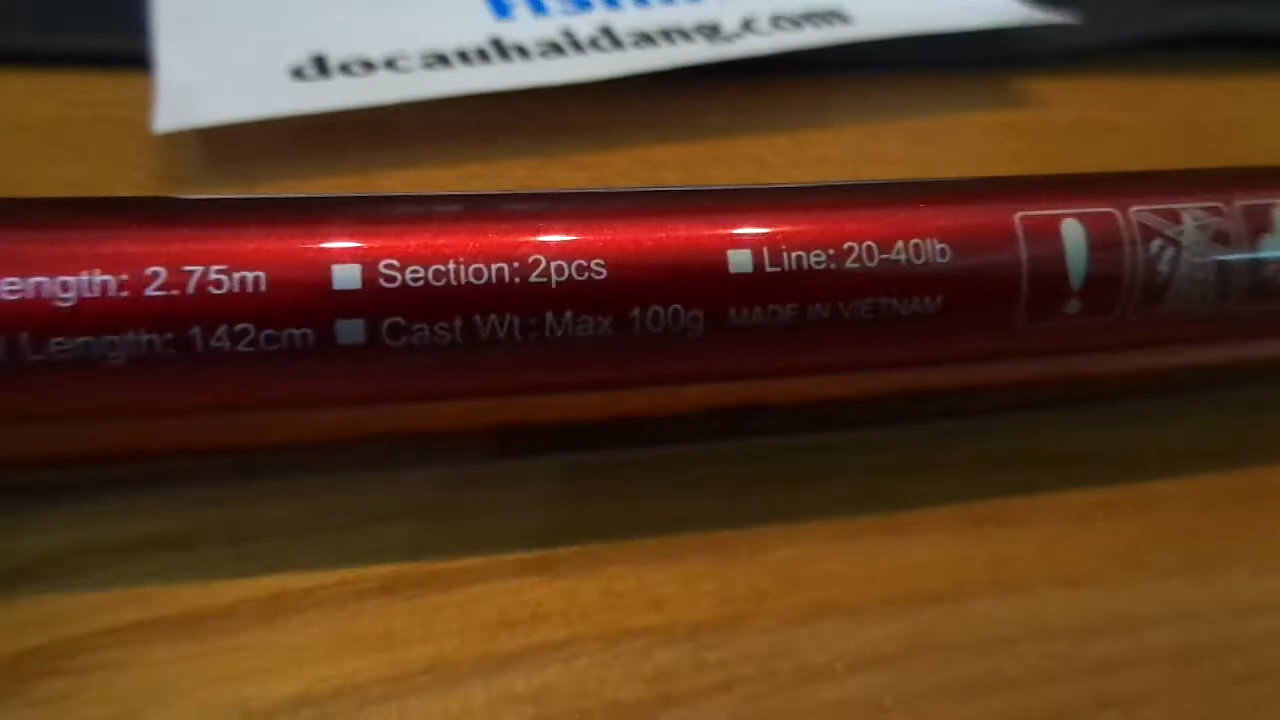 docauhaidang.com
ength: 2.75m ■ Section: 2pcs ■ Line: 20-40lb
Length: 142cm ■ Cast Wt: Max 100g MADE IN VIETNAM